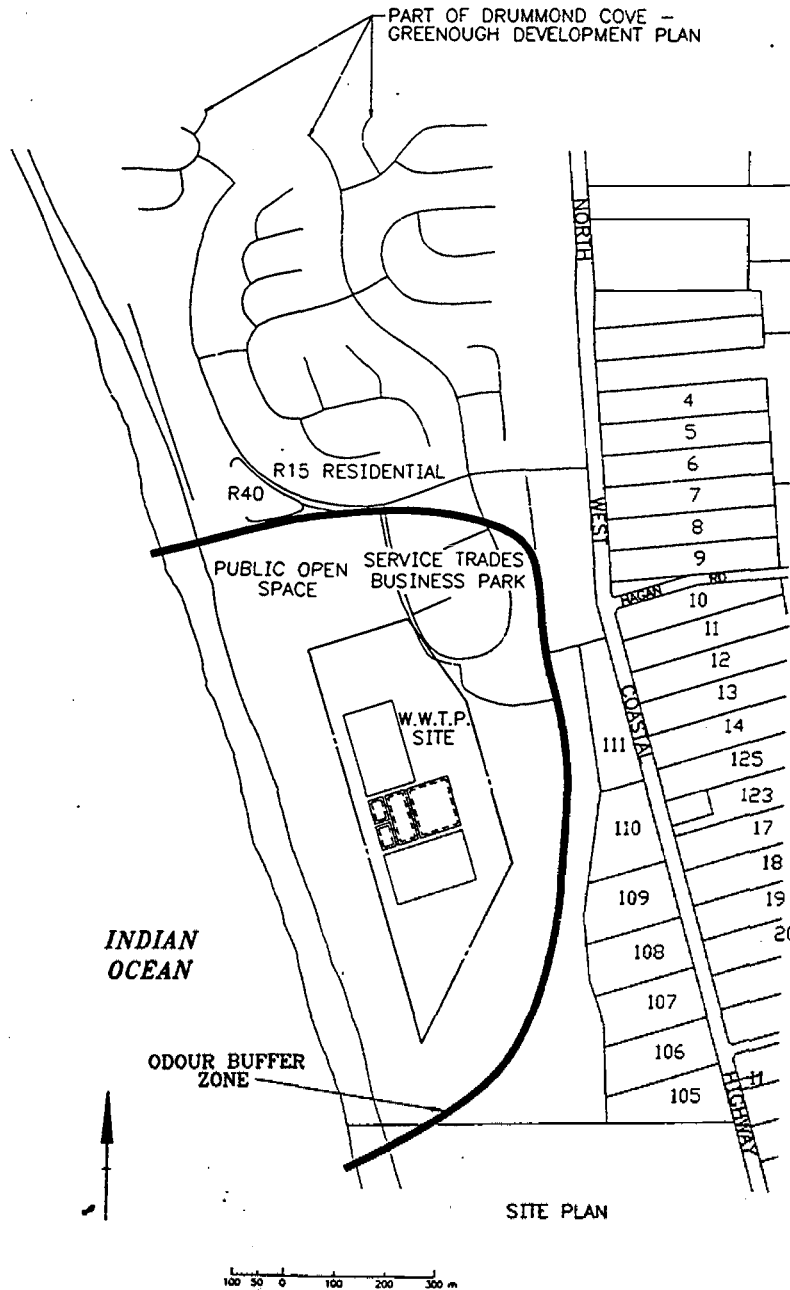 PART OF DRUMMOND COVE –
GREENOUGH DEVELOPMENT PLAN
NORTH
4
5
6
R15 RESIDENTIAL
R40
7
8
WEST
9
PUBLIC OPEN
SPACE
SERVICE TRADES
BUSINESS PARK
HAGAN RD
10
11
12
13
14
COASTAL
W.W.T.P.
SITE
111
125
123
110
17
18
109
19
20
108
INDIAN
OCEAN
107
106
105
ODOUR BUFFER
ZONE
11
HIGHWAY
SITE PLAN
100 50 0 100 200 300 m